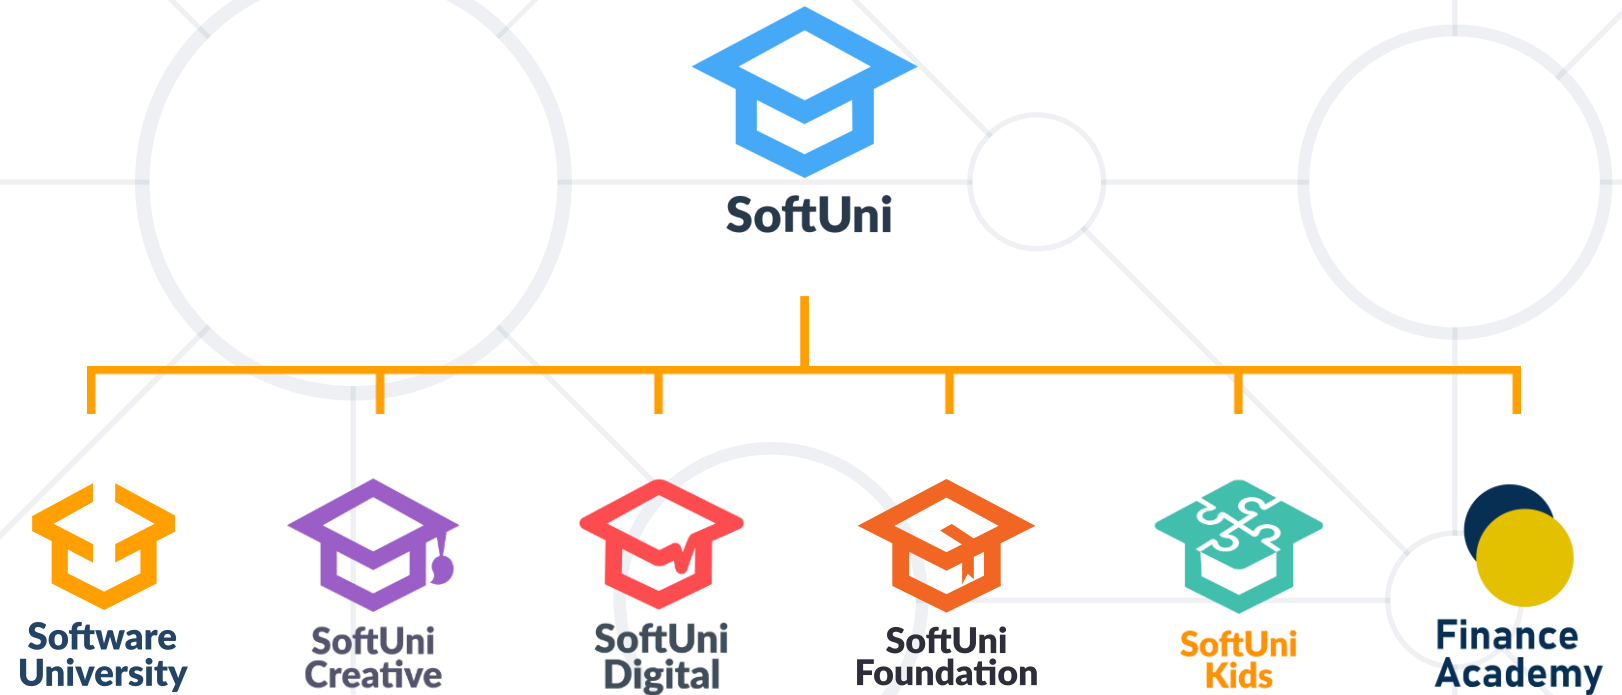 SoftUni
Software
University
SoftUni
Creative
SoftUni
Digital
SoftUni
Foundation
SoftUni
Kids
Finance
Academy